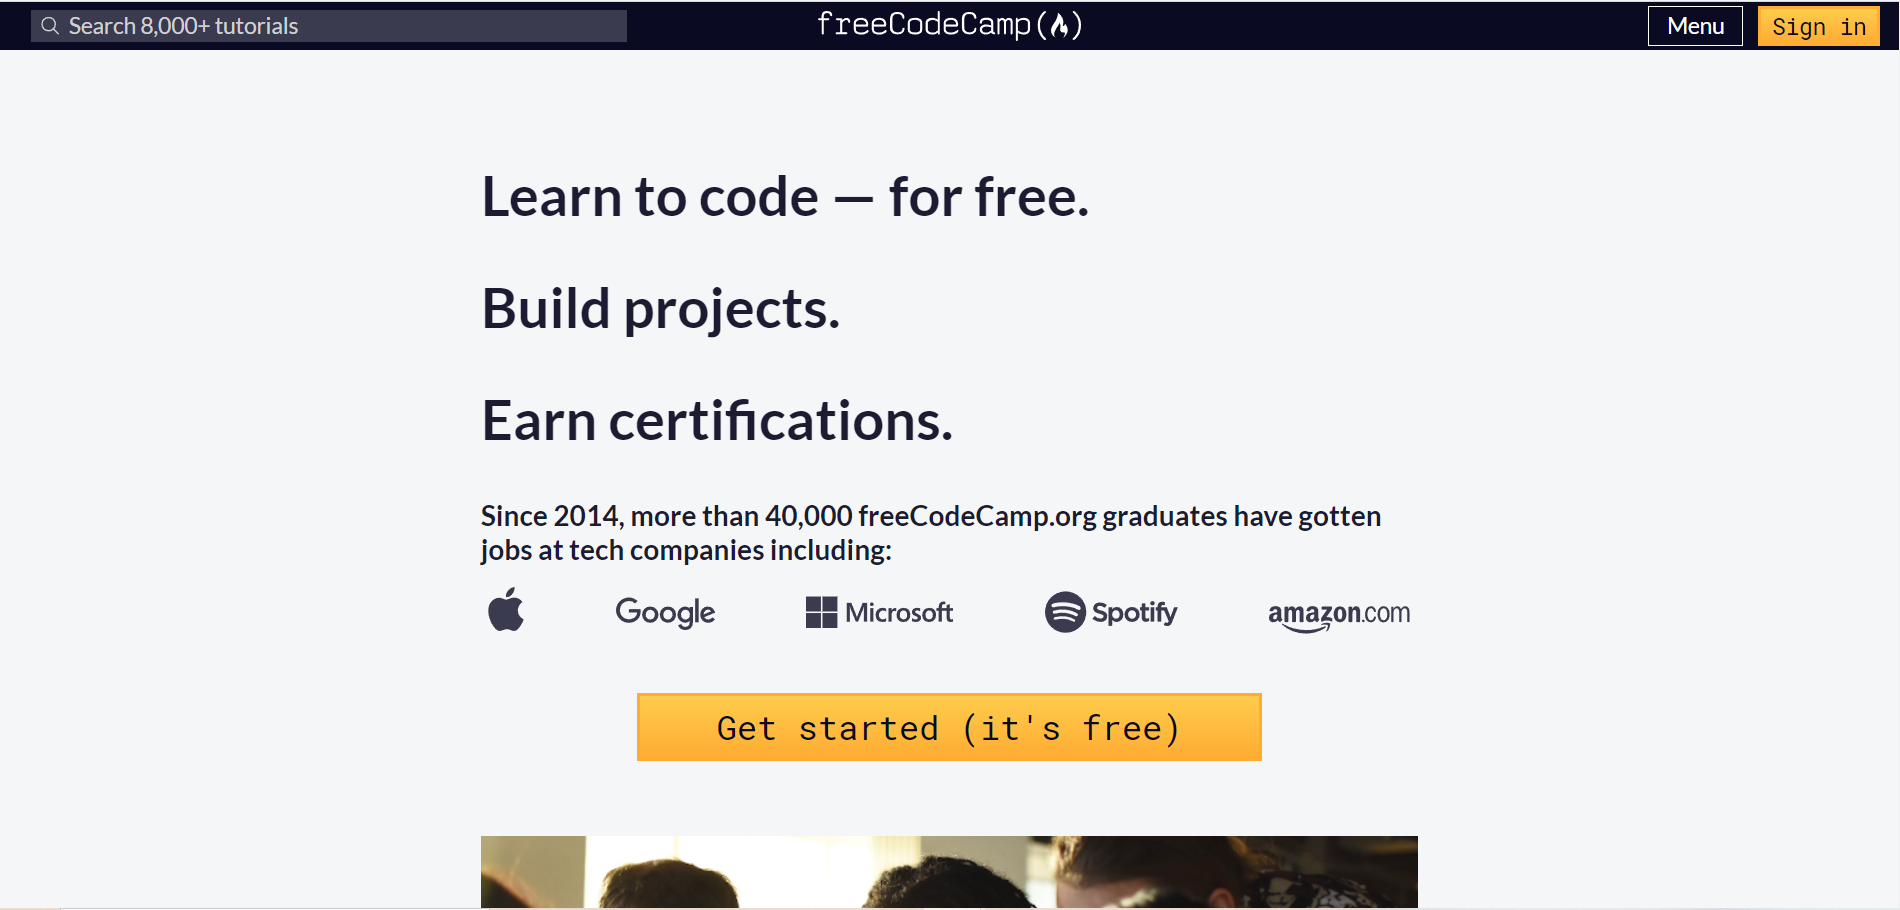 Search 8,000+ tutorials
freeCodeCamp(🔥)
Menu
Sign in
Learn to code — for free.
Build projects.
Earn certifications.
Since 2014, more than 40,000 freeCodeCamp.org graduates have gotten
jobs at tech companies including:
Google
Microsoft
Spotify
amazon.com
Get started (it's free)